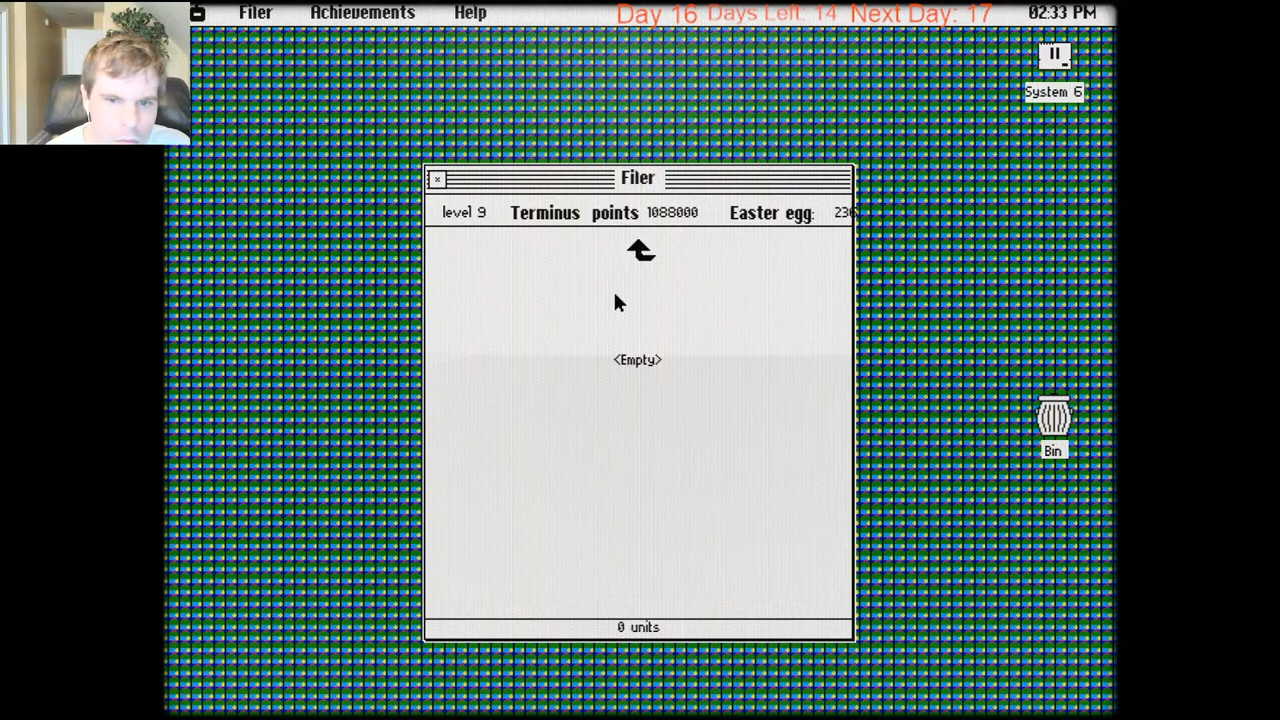 Filer Achievements Help Day 16 Days Left: 14 Next Day: 17 02:33 PM
System 6
Filer
level 9 Terminus points 1088000 Easter egg: 236
<Empty>
Bin
0 units